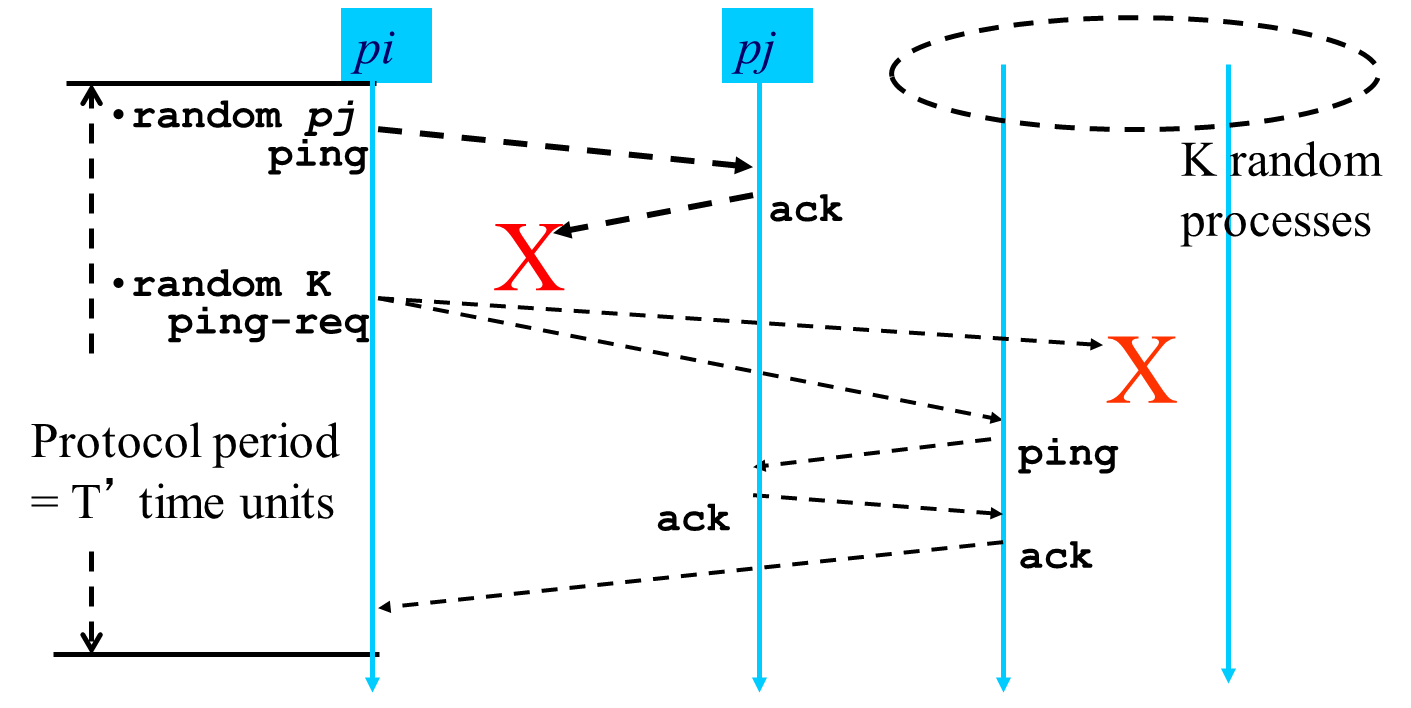 pi
pj
•random pj
ping
K random
processes
ack
X
•random K
ping-req
X
Protocol period
= T’ time units
ping
ack
ack